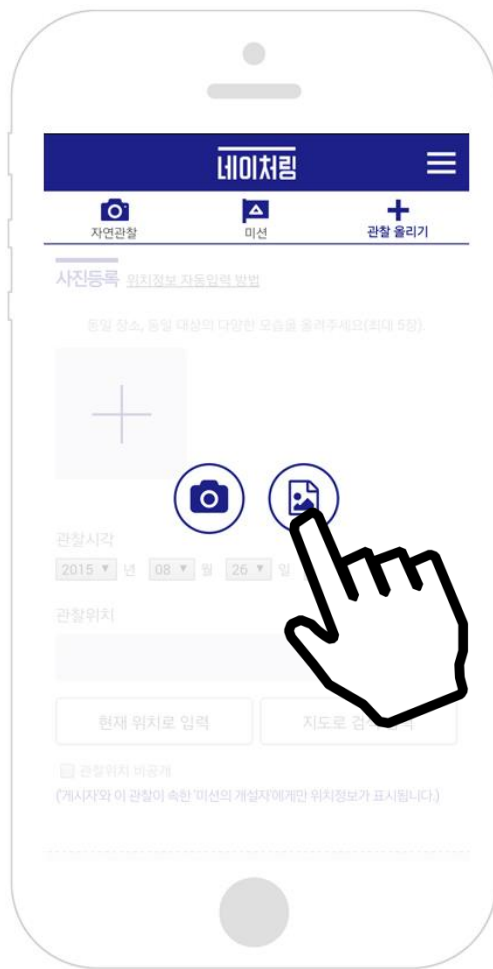 네이처링
자연관찰
미션
관찰 올리기
사진등록 위치정보 자동입력 방법
동일 장소, 동일 대상의 다양한 모습을 올려주세요(최대 5장).
관찰시각
2015 년 08 월 26 일
관찰위치
현재 위치로 입력
지도로 검색
관찰위치 비공개
('게시자'와 이 관찰이 속한 '미션의 개설자'에게만 위치정보가 표시됩니다.)